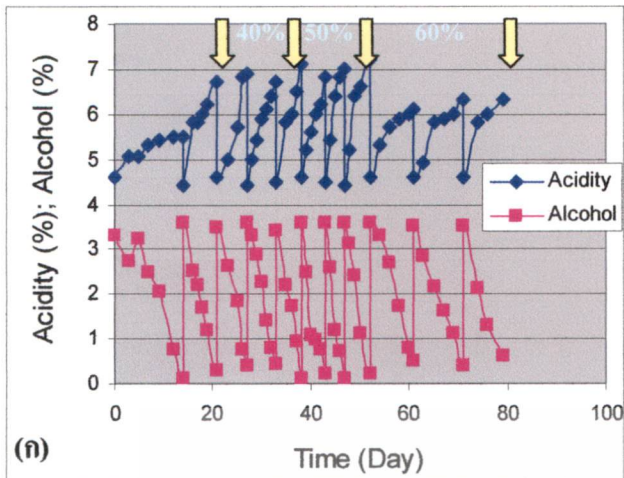 8
7
6
5
4
3
2
1
0
Acidity (%); Alcohol (%)
40% 50% 60%
Acidity
Alcohol
0 20 40 60 80 100
Time (Day)
(ก)